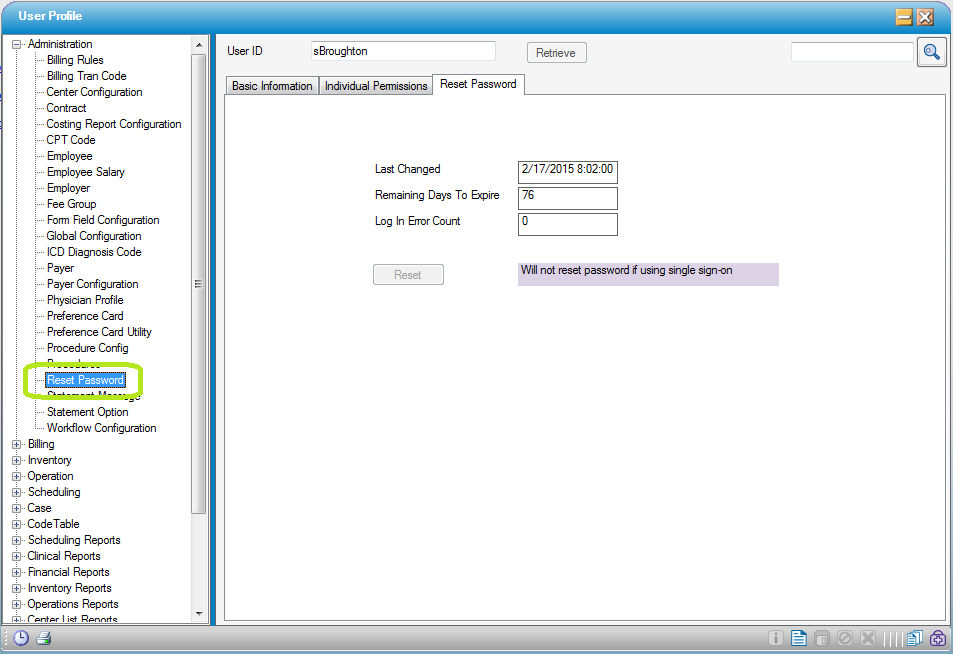 User Profile
Administration
Billing Rules
Billing Tran Code
Center Configuration
Contract
Costing Report Configuration
CPT Code
Employee
Employee Salary
Employer
Fee Group
Form Field Configuration
Global Configuration
ICD Diagnosis Code
Payer
Payer Configuration
Physician Profile
Preference Card
Preference Card Utility
Procedure Config
Procedures
Reset Password
Statement Message
Statement Option
Workflow Configuration
Billing
Inventory
Operation
Scheduling
Case
CodeTable
Scheduling Reports
Clinical Reports
Financial Reports
Inventory Reports
Operations Reports
Center List Reports
User ID sBroughton Retrieve
Basic Information Individual Permissions Reset Password
Last Changed 2/17/2015 8:02:00
Remaining Days To Expire 76
Log In Error Count 0
Reset Will not reset password if using single sign-on